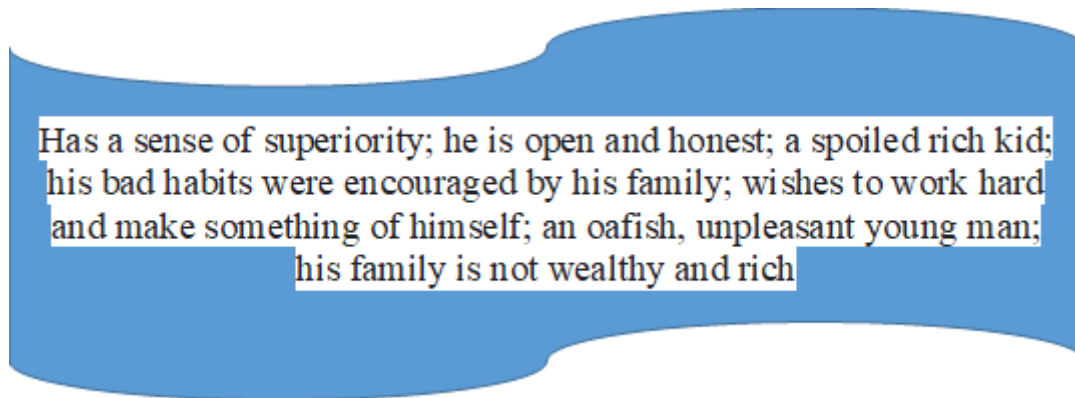 Has a sense of superiority; he is open and honest; a spoiled rich kid;
his bad habits were encouraged by his family; wishes to work hard
and make something of himself; an oafish, unpleasant young man;
his family is not wealthy and rich